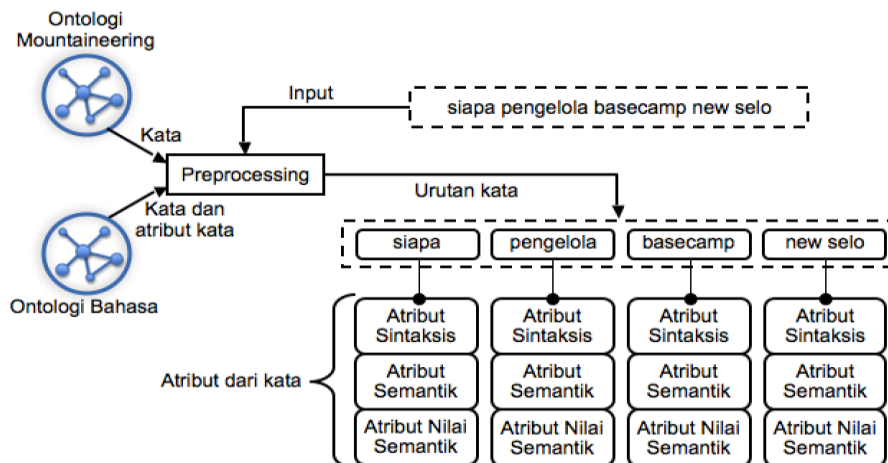 Ontologi
Mountaineering
Input
siapa pengelola basecamp new selo
Kata
Preprocessing
Urutan kata
Kata dan
atribut kata
siapa
pengelola
basecamp
new selo
Ontologi Bahasa
Atribut dari kata
Atribut
Sintaksis
Atribut
Sintaksis
Atribut
Sintaksis
Atribut
Sintaksis
Atribut
Semantik
Atribut
Semantik
Atribut
Semantik
Atribut
Semantik
Atribut Nilai
Semantik
Atribut Nilai
Semantik
Atribut Nilai
Semantik
Atribut Nilai
Semantik